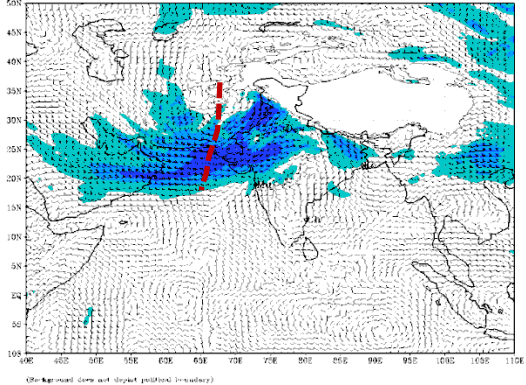 50N
45N
40N
35N
30N
25N
20N
15N
10N
5N
EQ
5S
10S
40E 45E 50E 55E 60E 65E 70E 75E 80E 85E 90E 95E 100E 105E 110E
(Background does not depict political boundary)